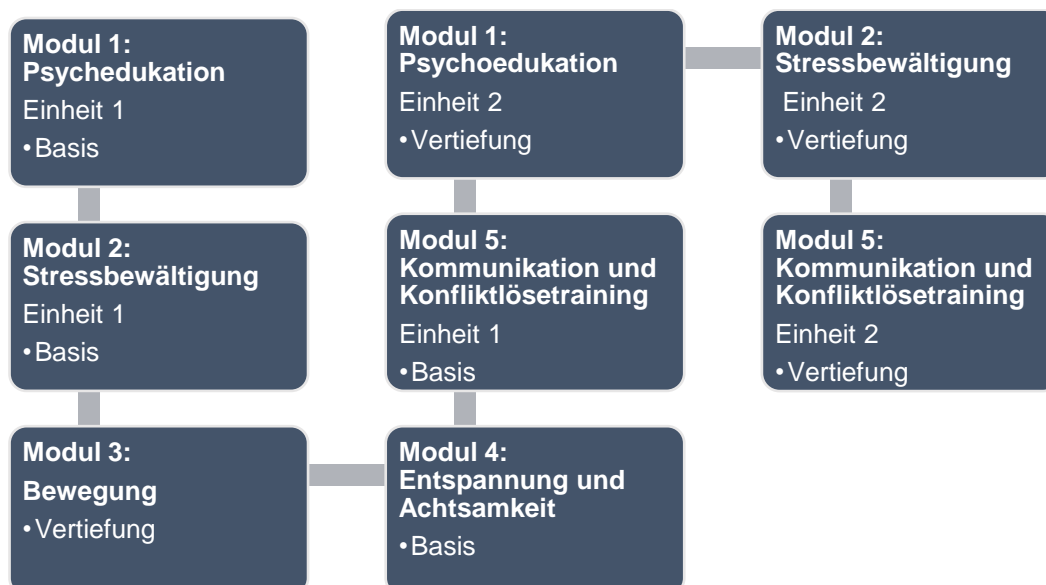 Modul 1:
Psychedukation
Einheit 1
•Basis
Modul 2:
Stressbewältigung
Einheit 1
•Basis
Modul 3:
Bewegung
•Vertiefung
Modul 4:
Entspannung und
Achtsamkeit
•Basis
Modul 5:
Kommunikation und
Konfliktlösetraining
Einheit 1
•Basis
Modul 1:
Psychoedukation
Einheit 2
•Vertiefung
Modul 2:
Stressbewältigung
Einheit 2
•Vertiefung
Modul 5:
Kommunikation und
Konfliktlösetraining
Einheit 2
•Vertiefung